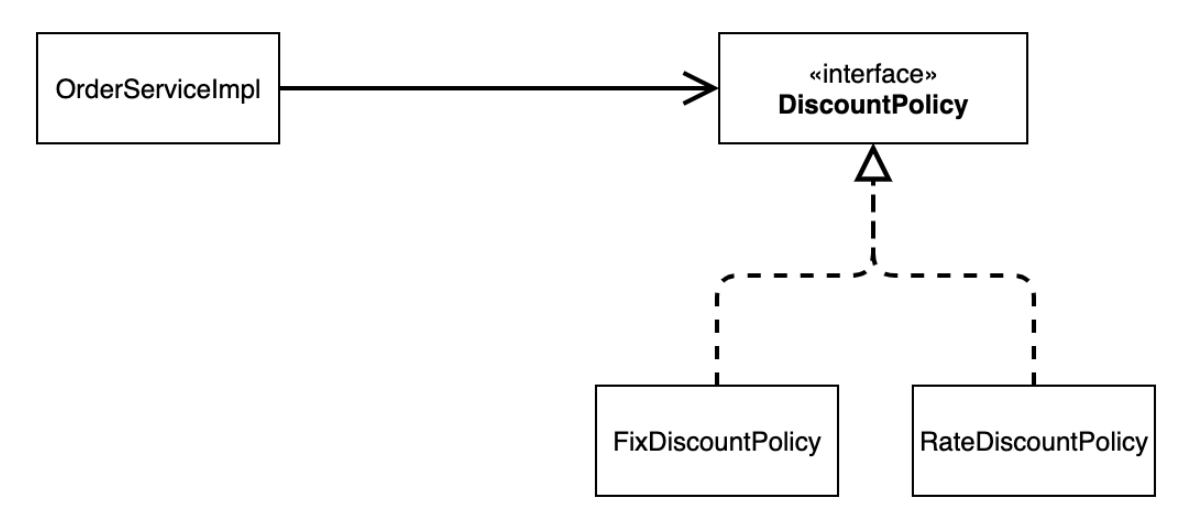 OrderServiceImpl
«interface»
DiscountPolicy
FixDiscountPolicy
RateDiscountPolicy